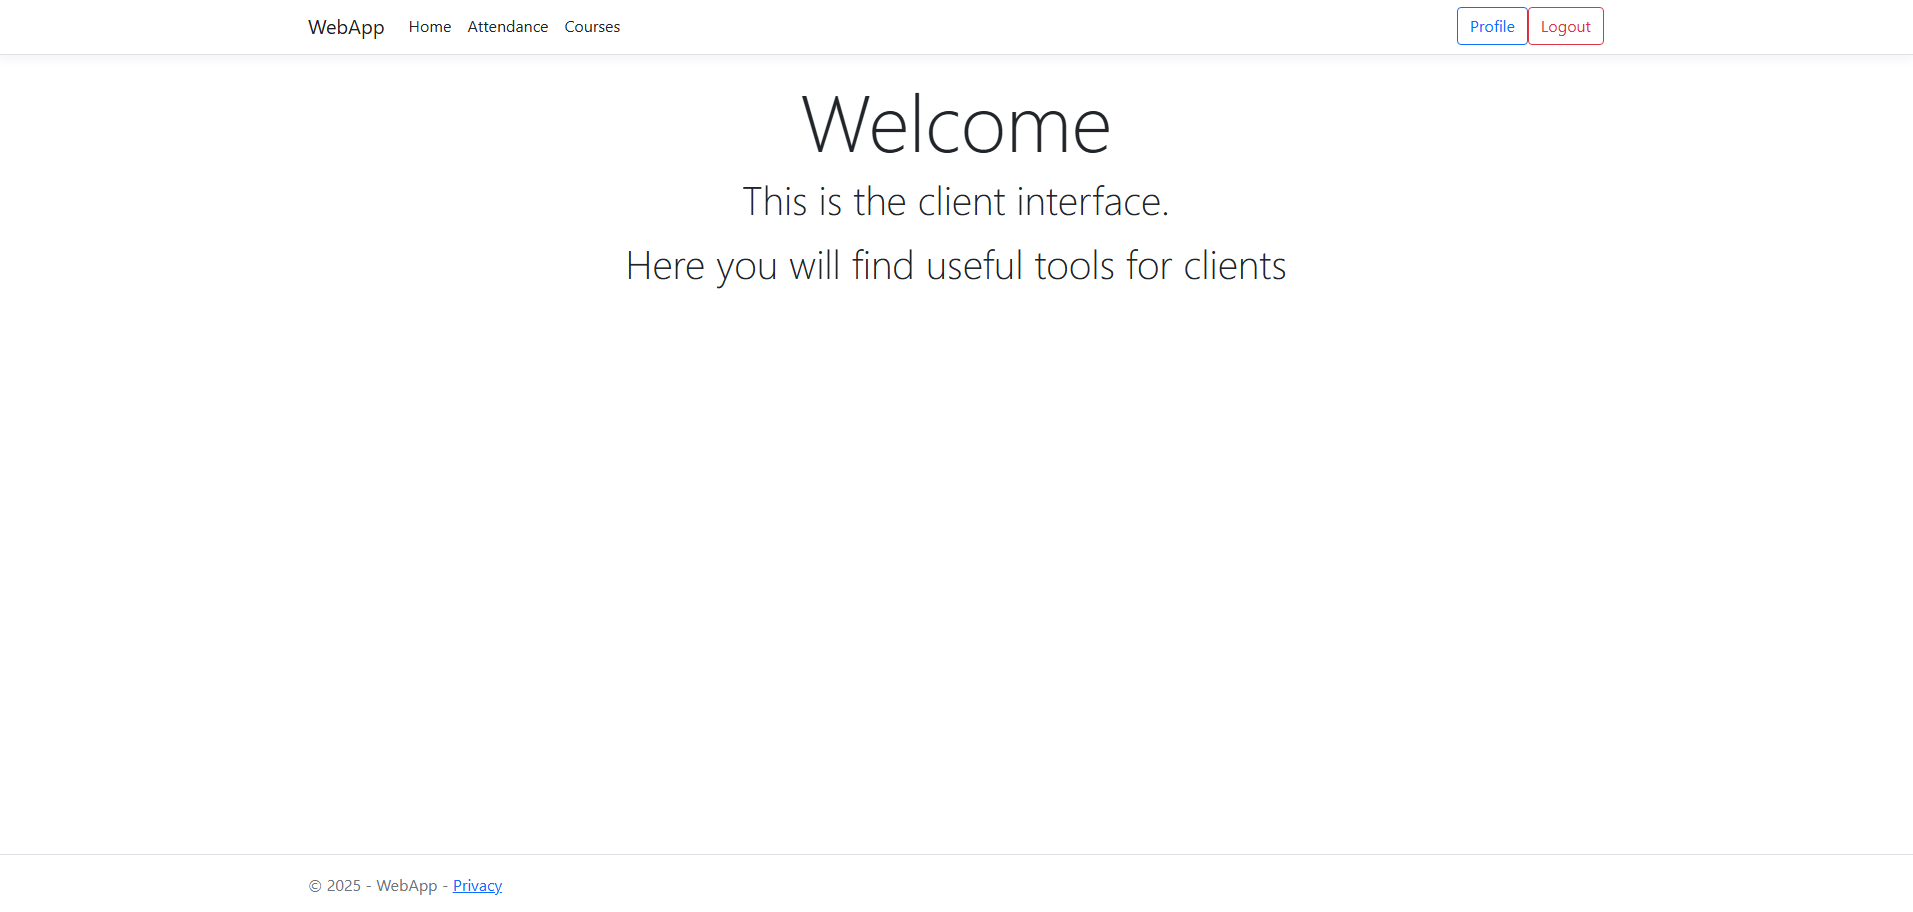 WebApp Home Attendance Courses Profile Logout
Welcome
This is the client interface.
Here you will find useful tools for clients
© 2025 - WebApp - Privacy